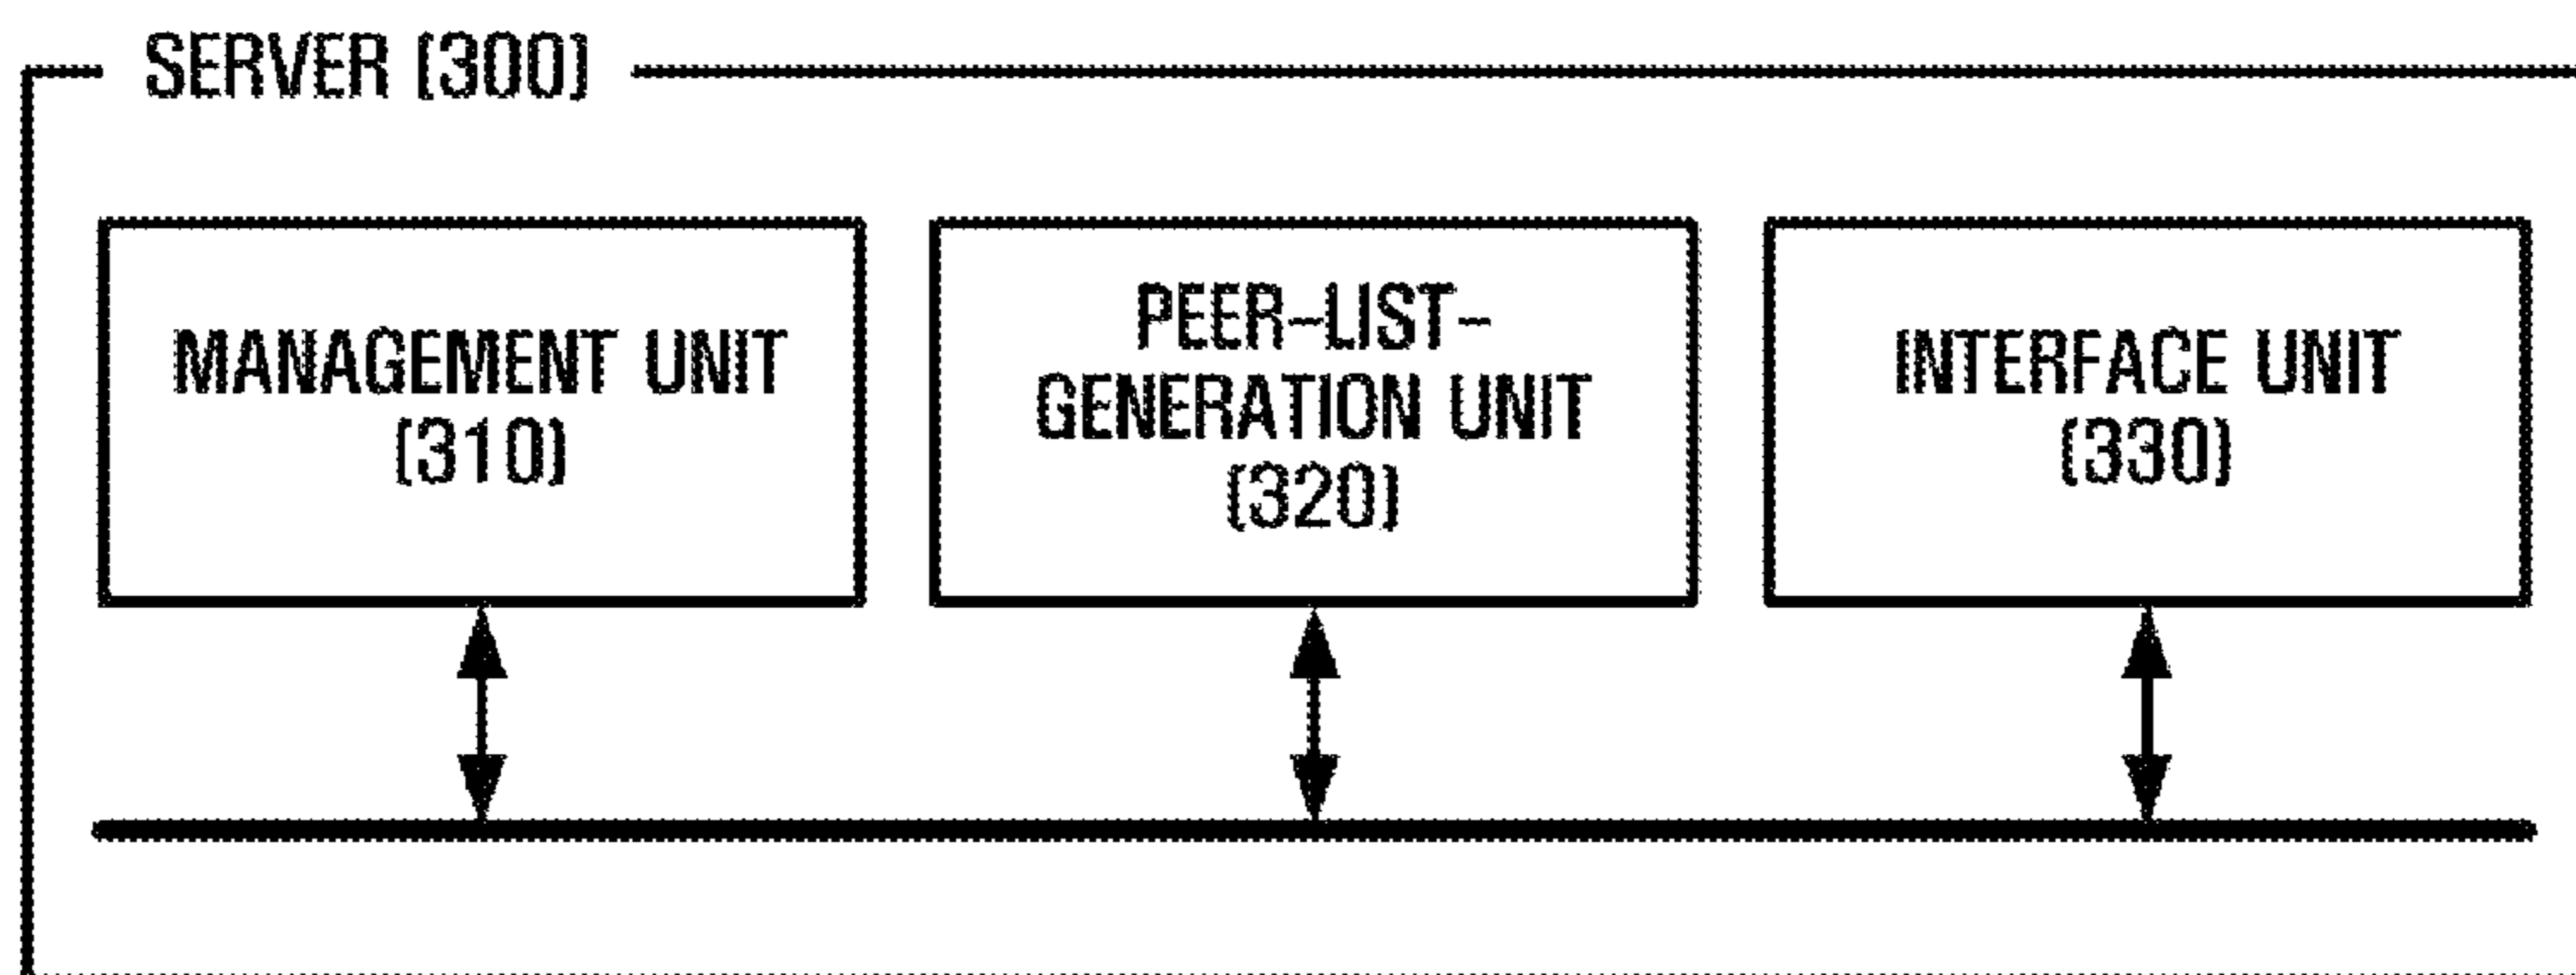 SERVER (300)
MANAGEMENT UNIT
(310)
PEER-LIST-
GENERATION UNIT
(320)
INTERFACE UNIT
(330)